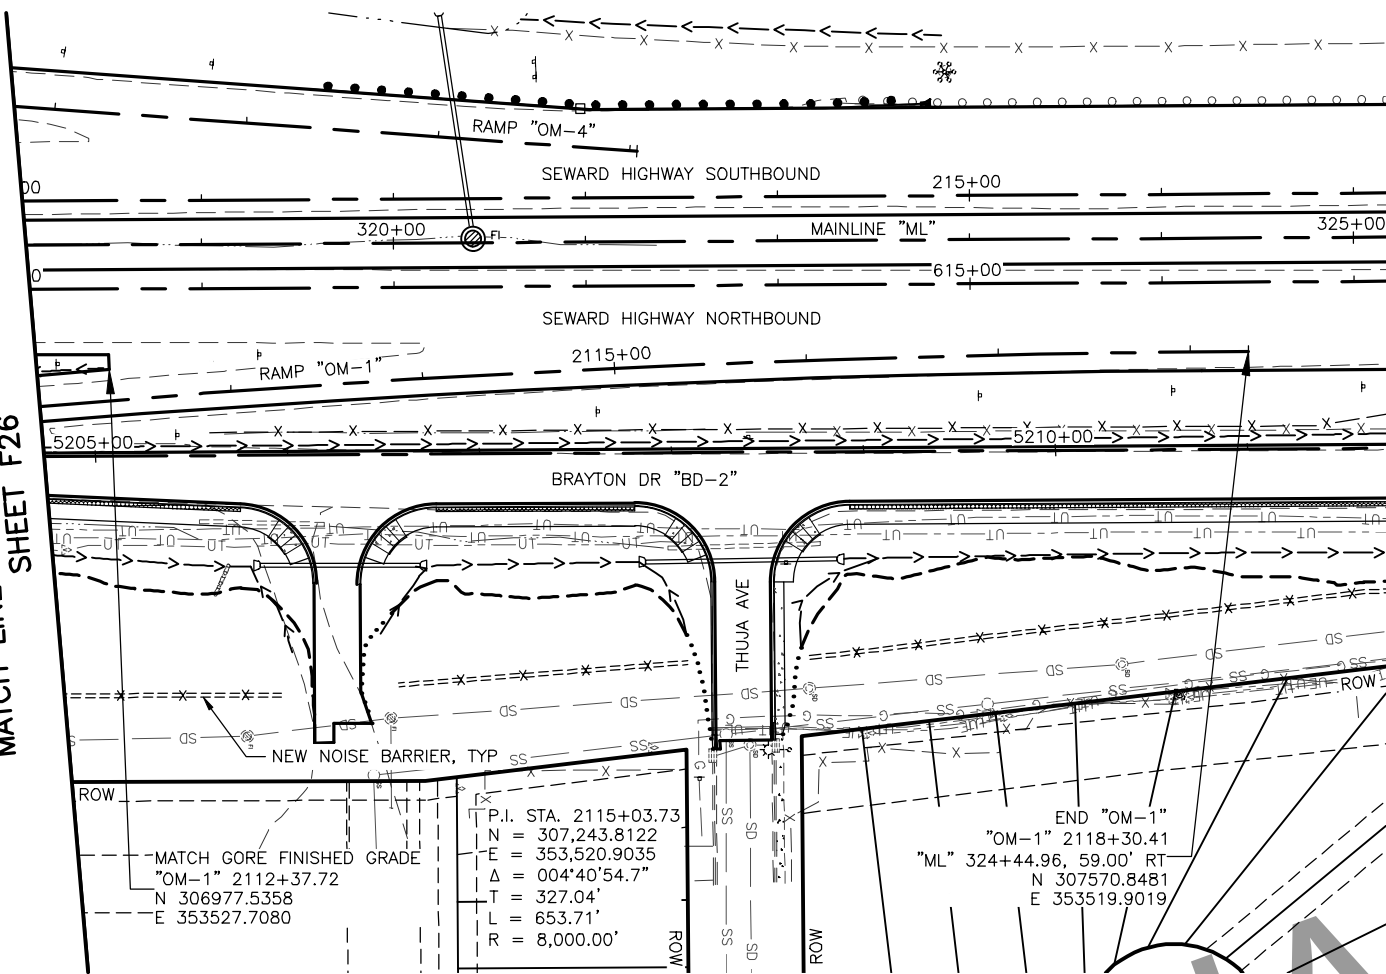 RAMP "OM-4"
SEWARD HIGHWAY SOUTHBOUND
215+00
00
320+00
FI
MAINLINE "ML"
325+00
0
615+00
SEWARD HIGHWAY NORTHBOUND
2115+00
RAMP "OM-1"
SHEET F26
5205+00
5210+00
BRAYTON DR "BD-2"
THUJA AVE
NEW NOISE BARRIER, TYP
ROW
ROW
MATCH GORE FINISHED GRADE
"OM-1" 2112+37.72
N 306977.5358
E 353527.7080
P.I. STA. 2115+03.73
N = 307,243.8122
E = 353,520.9035
Δ = 004°40'54.7"
T = 327.04'
L = 653.71'
R = 8,000.00'
END "OM-1"
"OM-1" 2118+30.41
"ML" 324+44.96, 59.00' RT
N 307570.8481
E 353519.9019
ROW
ROW